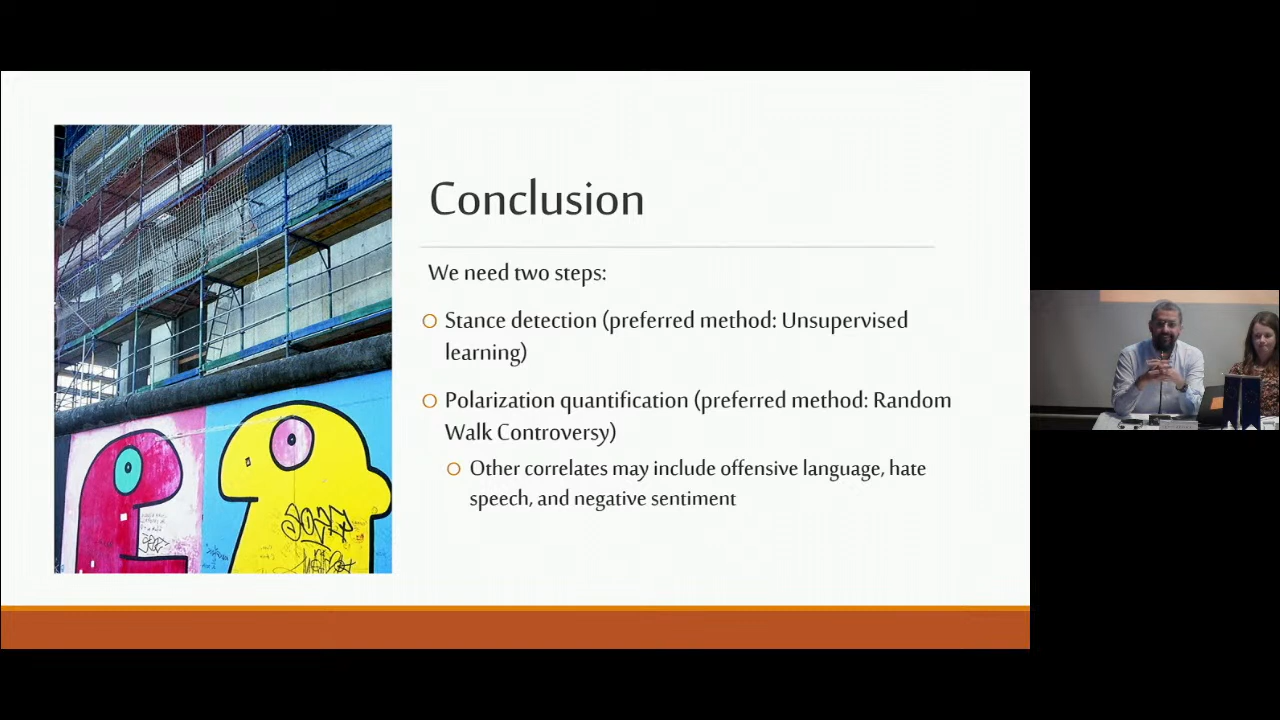 Conclusion
We need two steps:
Stance detection (preferred method: Unsupervised
learning)
Polarization quantification (preferred method: Random
Walk Controversy)
Other correlates may include offensive language, hate
speech, and negative sentiment